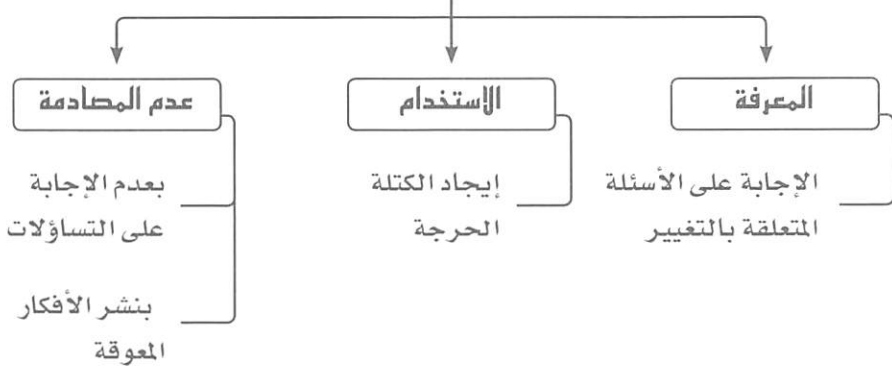 المعرفة
الإجابة على الأسئلة
المتعلقة بالتغيير
الاستخدام
إيجاد الكتلة
الحرجة
عدم المصادمة
بعدم الإجابة
على التساؤلات
بنشر الأفكار
المعوقة